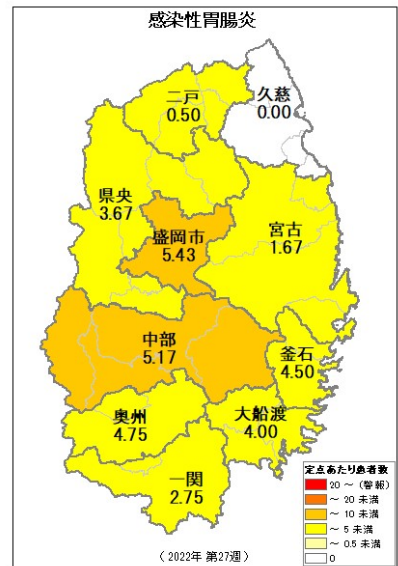 感染性胃腸炎
二戸
0.50
久慈
0.00
県央
3.67
盛岡市
5.43
宮古
1.67
中部
5.17
釜石
4.50
奥州
4.75
大船渡
4.00
一関
2.75
定点あたり患者数
20～（警報）
～ 20 未満
～ 10 未満
～ 5 未満
～ 0.5 未満
0
（2022年 第27週）